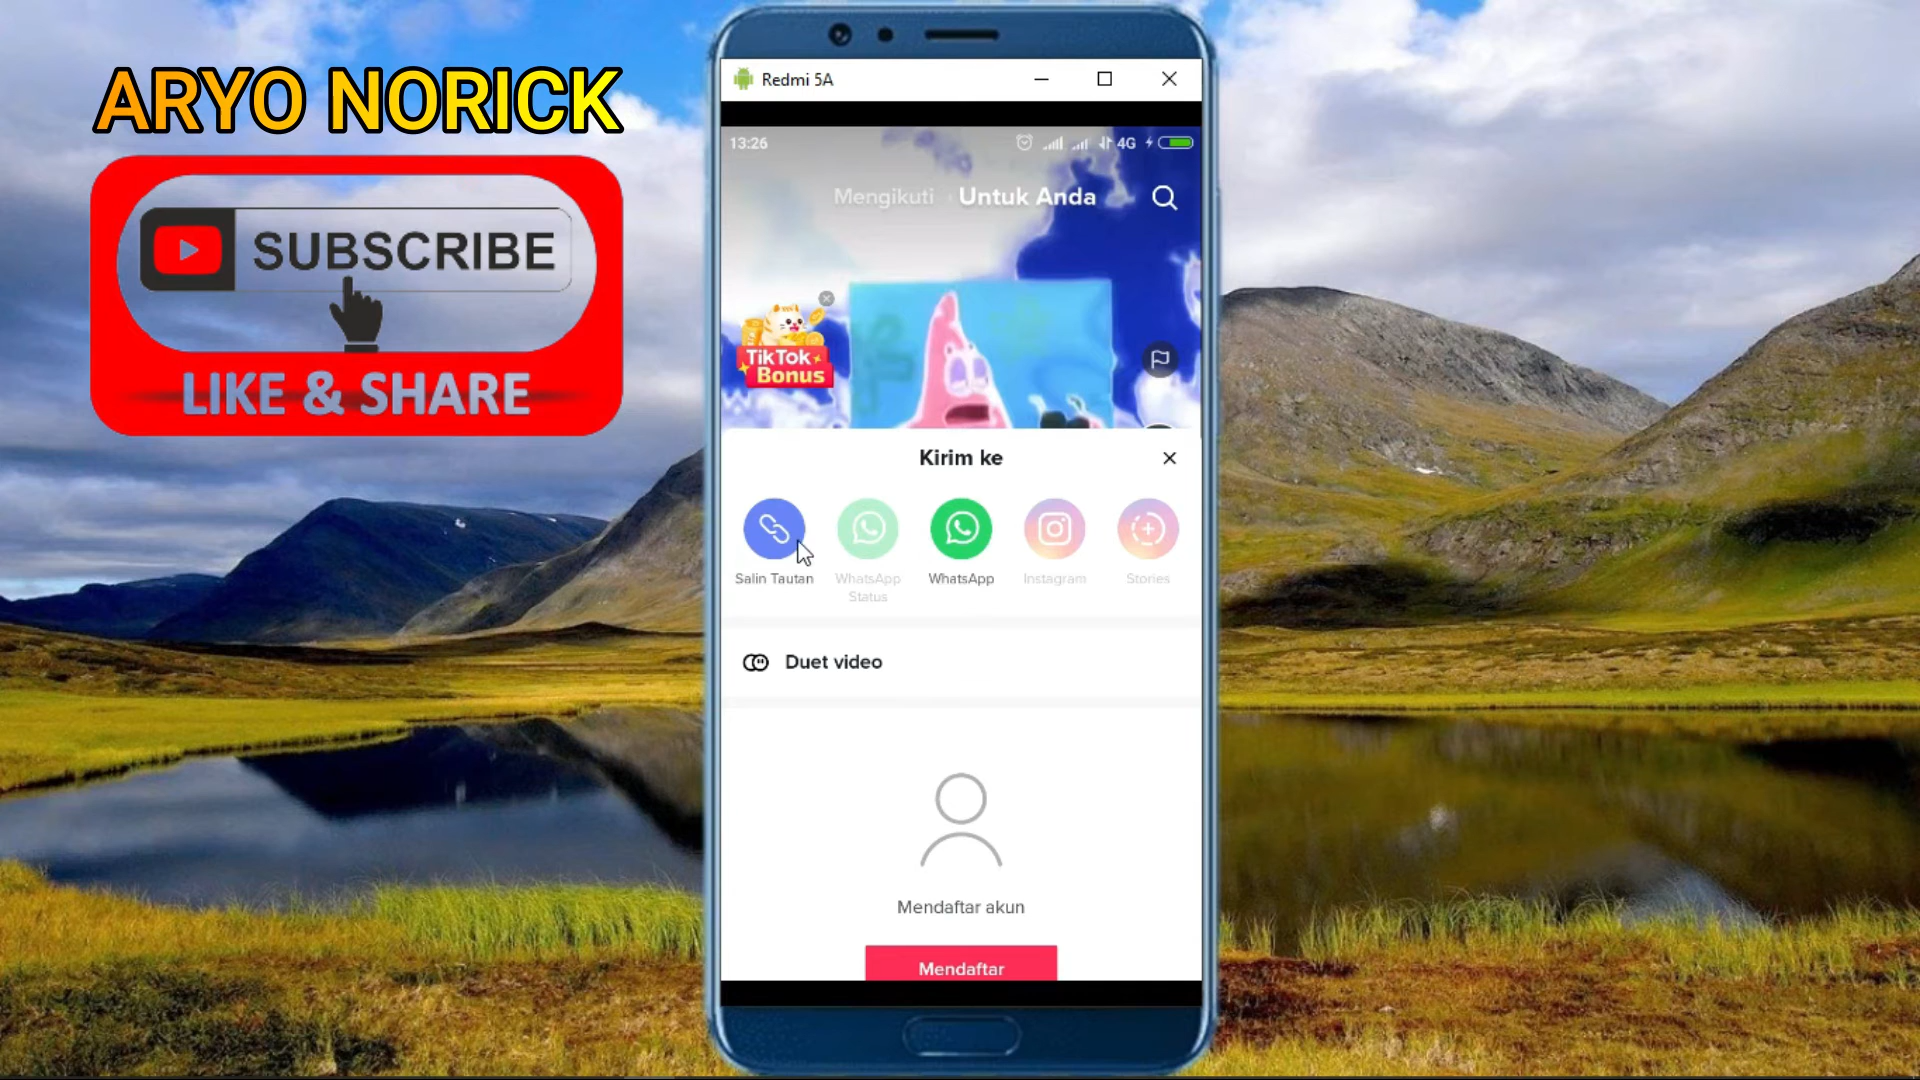 ARYO NORICK
SUBSCRIBE
LIKE & SHARE
Redmi 5A
13:26
4G
Mengikuti
Untuk Anda
TikTok
Bonus
Kirim ke
Salin Tautan
WhatsApp
Status
WhatsApp
Instagram
Stories
Duet video
Mendaftar akun
Mendaftar